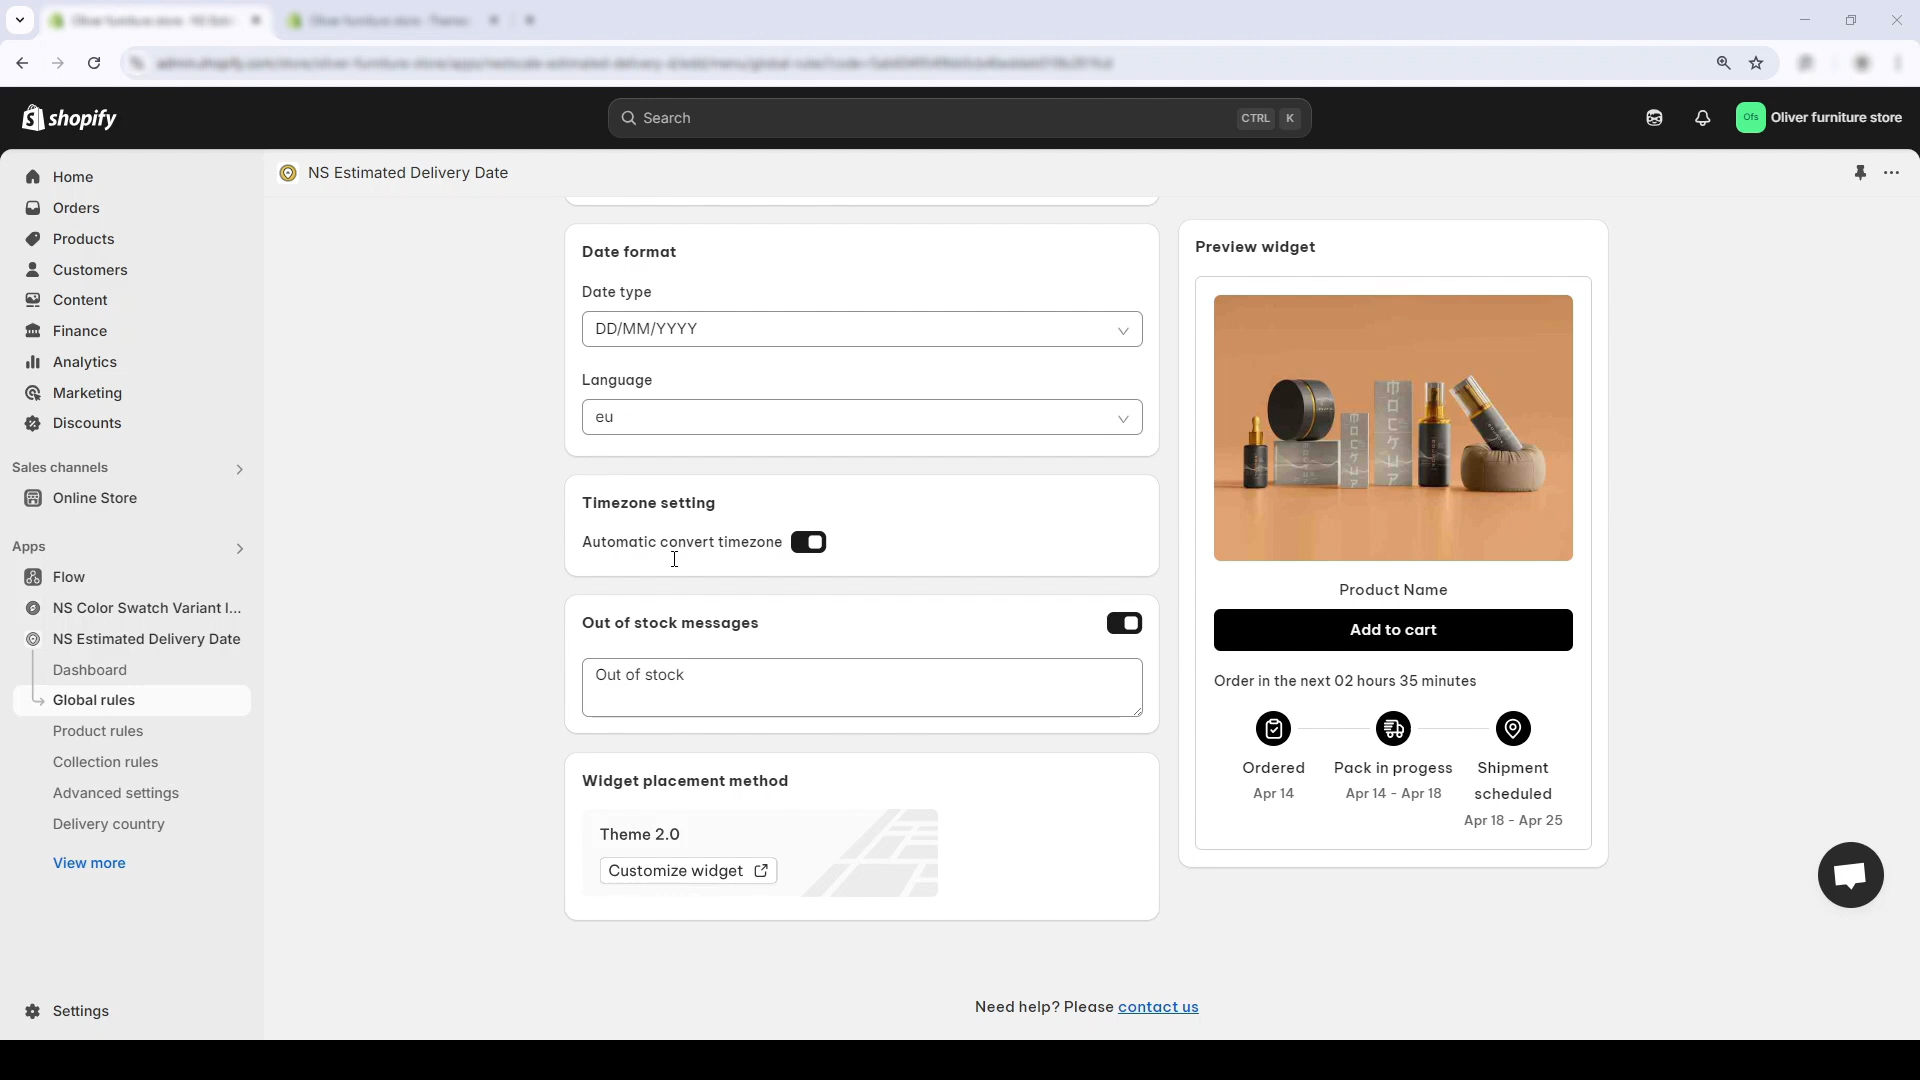 shopify
Search
CTRL K
Ofs
Oliver furniture store
Home
Orders
Products
Customers
Content
Finance
Analytics
Marketing
Discounts
Sales channels
Online Store
Apps
Flow
NS Color Swatch Variant I...
NS Estimated Delivery Date
Dashboard
Global rules
Product rules
Collection rules
Advanced settings
Delivery country
View more
Settings
NS Estimated Delivery Date
Date format
Date type
DD/MM/YYYY
Language
eu
Timezone setting
Automatic convert timezone
Out of stock messages
Out of stock
Widget placement method
Theme 2.0
Customize widget
Preview widget
MOCKUP
MOCKUP
Product Name
Add to cart
Order in the next 02 hours 35 minutes
Ordered
Apr 14
Pack in progess
Apr 14 - Apr 18
Shipment
scheduled
Apr 18 - Apr 25
Need help? Please contact us